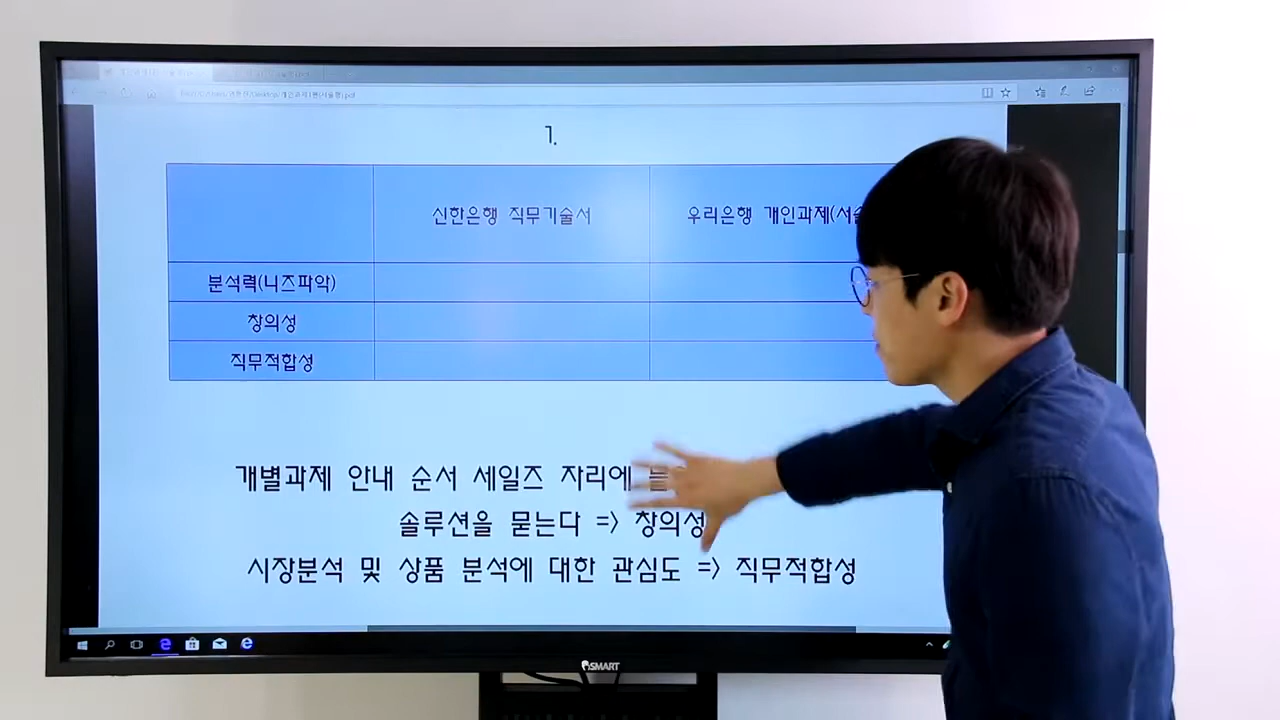 1.
신한은행 직무기술서
우리은행 개인과제(서술
분석력(니즈파악)
창의성
직무적합성
개별과제 안내 순서 세일즈 자리에
솔루션을 묻는다 => 창의성
시장분석 및 상품 분석에 대한 관심도 => 직무적합성
SMART